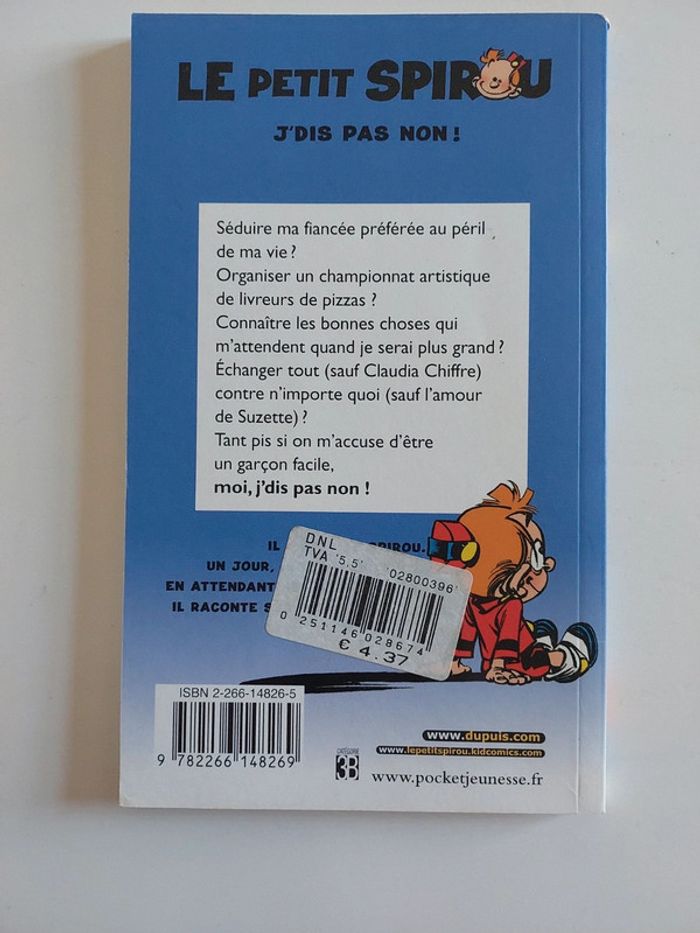 LE PETIT SPIROU
J'DIS PAS NON !
Séduire ma fiancée préférée au péril
de ma vie ?
Organiser un championnat artistique
de livreurs de pizzas ?
Connaître les bonnes choses qui
m'attendent quand je serai plus grand ?
Échanger tout (sauf Claudia Chiffre)
contre n'importe quoi (sauf l'amour
de Suzette) ?
Tant pis si on m'accuse d'être
un garçon facile,
moi, j'dis pas non !
IL SPIROU.
UN JOUR,
EN ATTENDANT
IL RACONTE
DNL
TVA '5.5' '02800396'
0 251146 028674
€ 4.37
ISBN 2-266-14826-5
9 782266 148269
CATÉGORIE
3B
www.dupuis.com
www.lepetitspirou.kidcomics.com
www.pocketjeunesse.fr